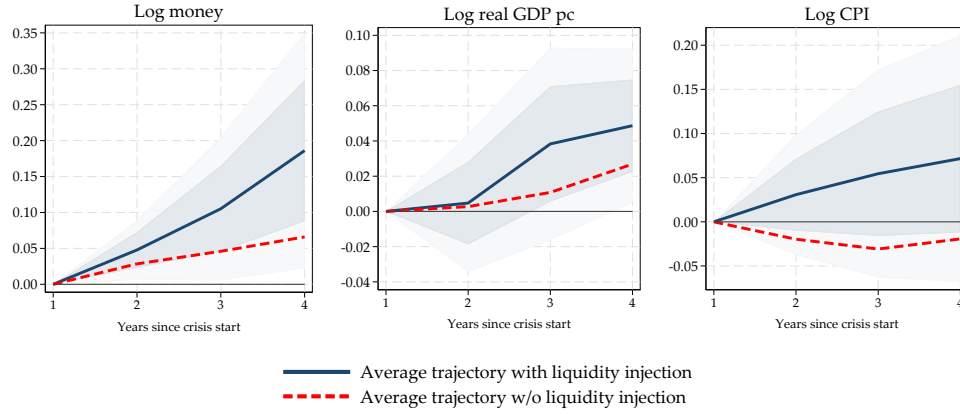 Log money
0.35
0.30
0.25
0.20
0.15
0.10
0.05
0.00
1 2 3 4
Years since crisis start
Log real GDP pc
0.10
0.08
0.06
0.04
0.02
0.00
-0.02
-0.04
1 2 3 4
Years since crisis start
Log CPI
0.20
0.15
0.10
0.05
0.00
-0.05
1 2 3 4
Years since crisis start
Average trajectory with liquidity injection
Average trajectory w/o liquidity injection